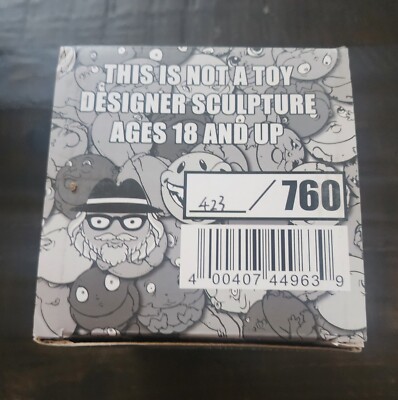 THIS IS NOT A TOY
DESIGNER SCULPTURE
AGES 18 AND UP
423 / 760
4 00407 44963 9